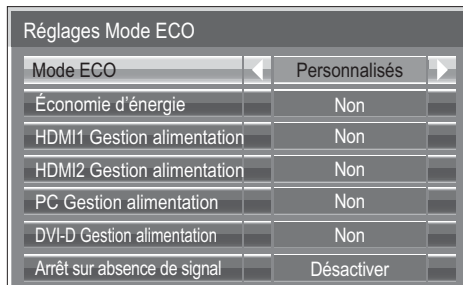 Réglages Mode ECO
Mode ECO Personnalisés
Économie d’énergie Non
HDMI1 Gestion alimentation Non
HDMI2 Gestion alimentation Non
PC Gestion alimentation Non
DVI-D Gestion alimentation Non
Arrêt sur absence de signal Désactiver